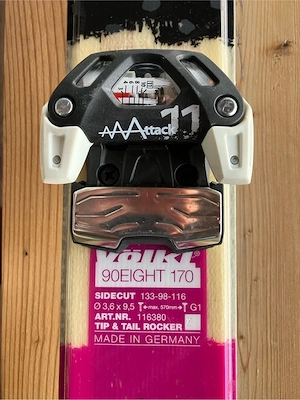 Attack 11
völkl
90EIGHT 170
SIDECUT 133-98-116
Ø 3,6 x 9,5 max. 570mm G1
ART.NR. 116380
TIP & TAIL ROCKER
MADE IN GERMANY